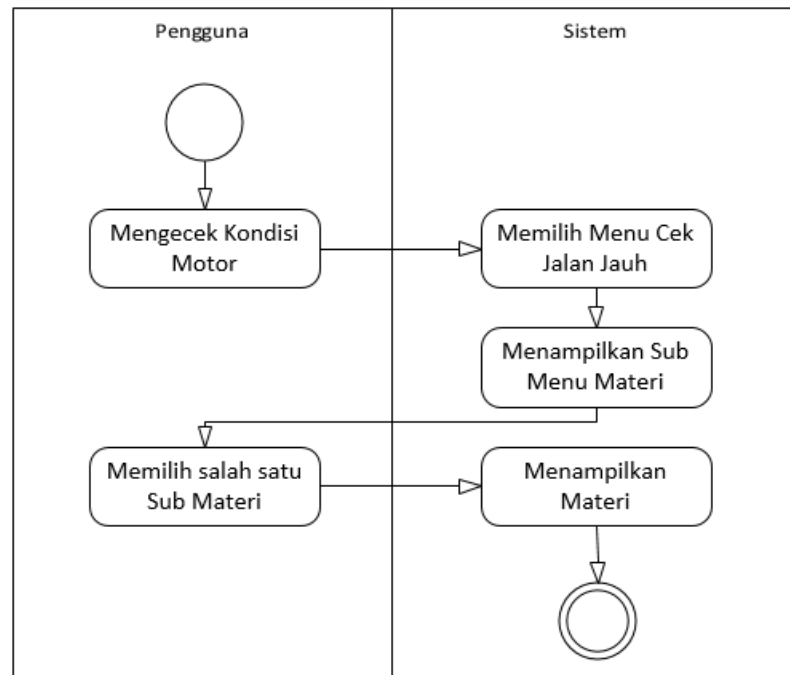 Pengguna
Sistem
Mengecek Kondisi
Motor
Memilih Menu Cek
Jalan Jauh
Menampilkan Sub
Menu Materi
Memilih salah satu
Sub Materi
Menampilkan
Materi